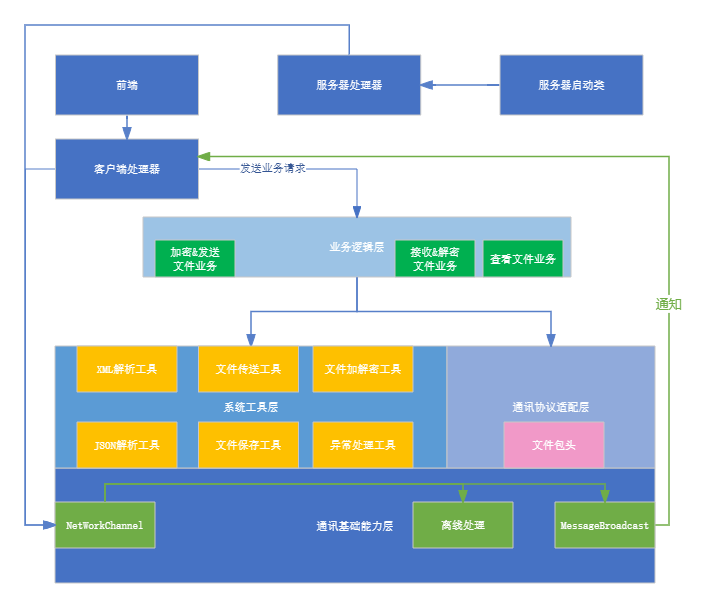 前端
服务器处理器
服务器启动类
客户端处理器
发送业务请求
业务逻辑层
加密&发送
文件业务
接收&解密
文件业务
查看文件业务
通知
XML解析工具
文件传送工具
文件加解密工具
系统工具层
通讯协议适配层
JSON解析工具
文件保存工具
异常处理工具
文件包头
NetWorkChannel
通讯基础能力层
离线处理
MessageBroadcast